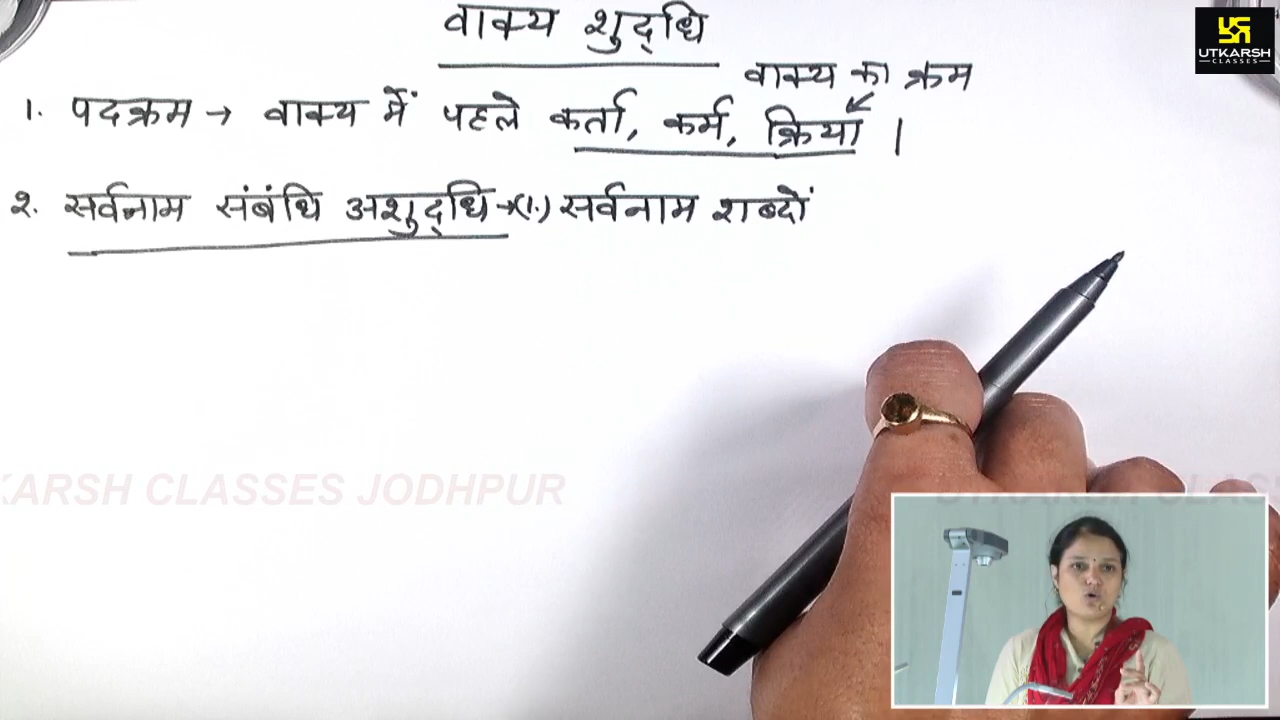 वाक्य शुद्धि
UTKARSH
CLASSES
वाक्य का क्रम
1. पदक्रम → वाक्य में पहले कर्ता, कर्म, क्रिया ।
2. सर्वनाम संबंधि अशुद्धि →(1.) सर्वनाम शब्दों
KARSH CLASSES JODHPUR